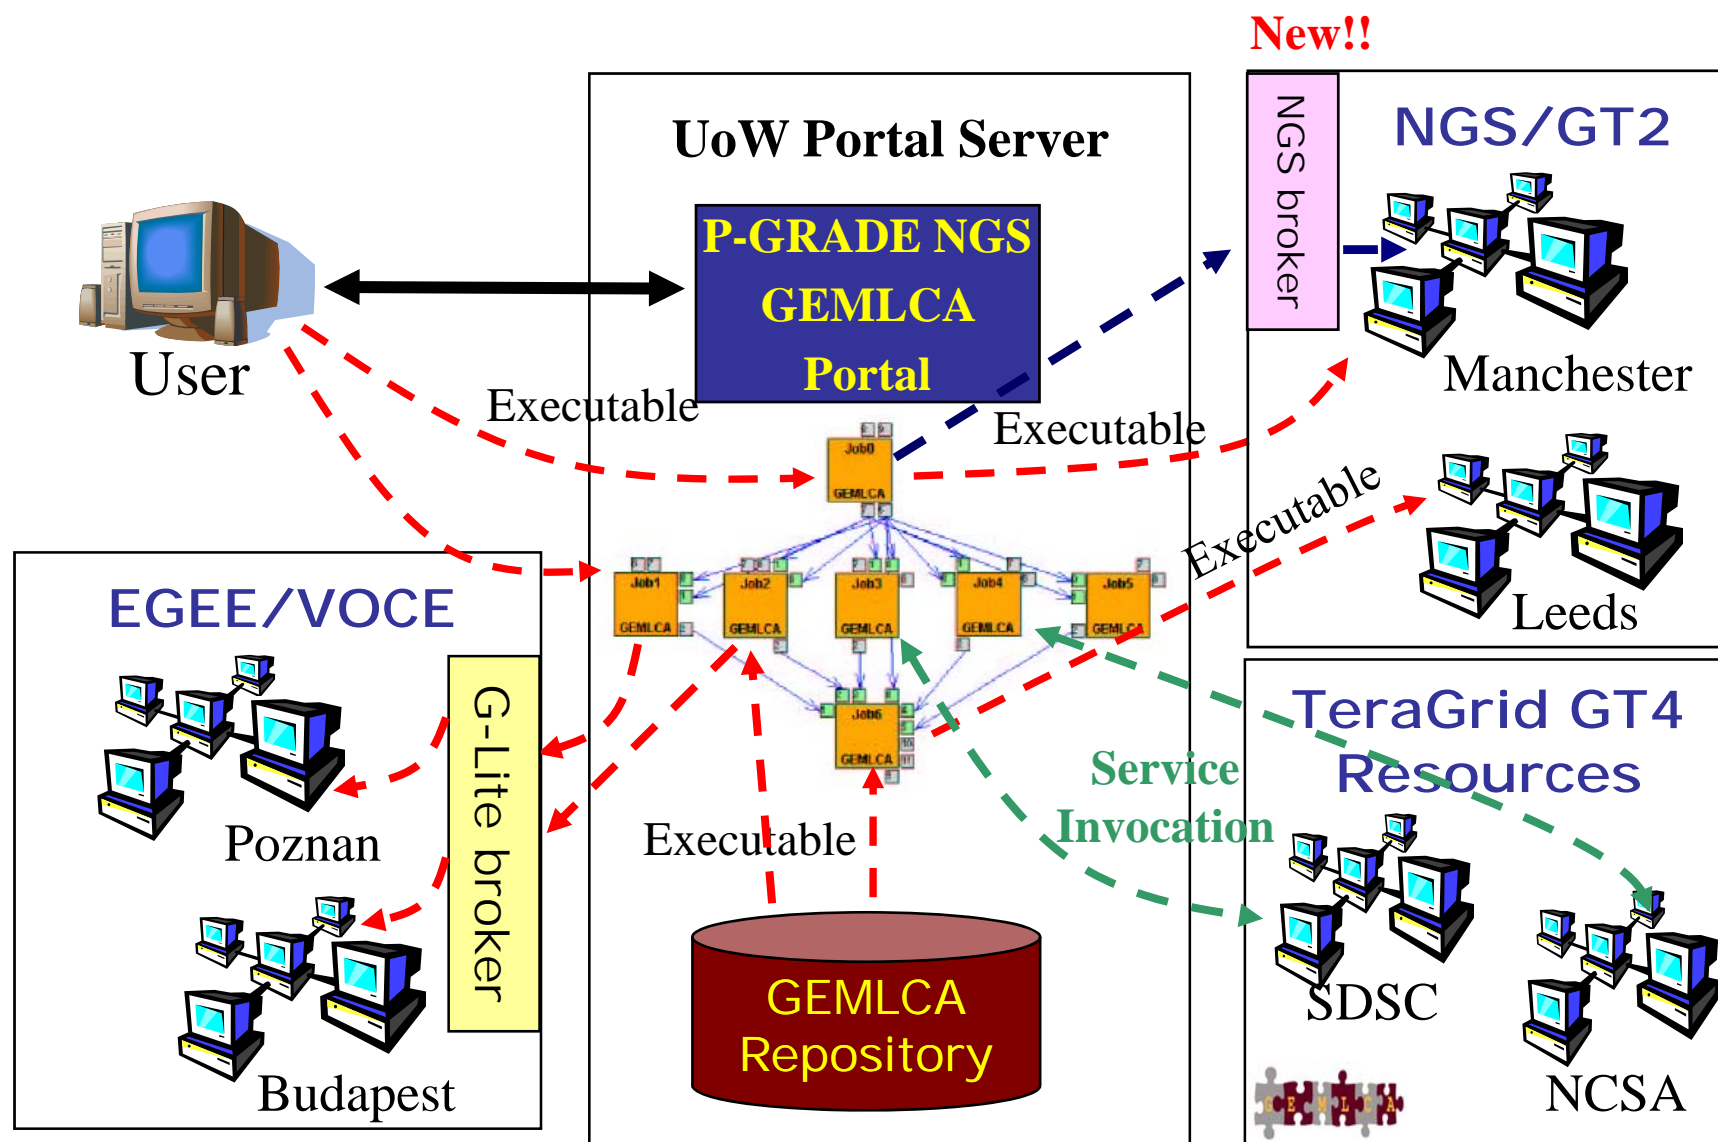 New!!
UoW Portal Server
NGS broker
NGS/GT2
P-GRADE NGS
GEMLCA
Portal
User
Manchester
Executable
Executable
Job0
GEMLCA
Executable
Leeds
EGEE/VOCE
Job1
GEMLCA
Job2
GEMLCA
Job3
GEMLCA
Job4
GEMLCA
Job5
GEMLCA
G-Lite broker
TeraGrid GT4
Resources
Job6
GEMLCA
Service
Invocation
Poznan
Executable
SDSC
GEMLCA
Repository
Budapest
NCSA
GEMLCA